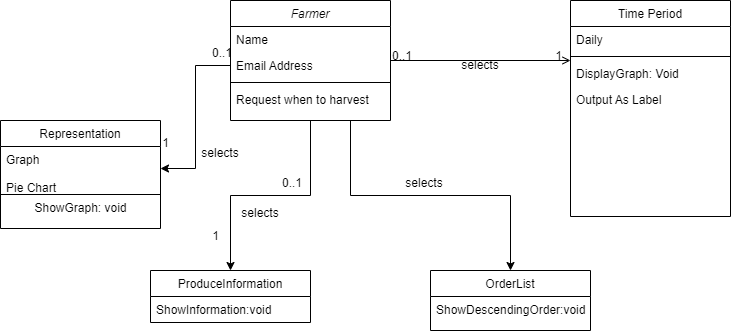 Farmer
Name
Email Address
Request when to harvest
Time Period
Daily
DisplayGraph: Void
Output As Label
0..1
0..1
selects
1
Representation
Graph
Pie Chart
ShowGraph: void
1
selects
0..1
selects
1
selects
ProduceInformation
ShowInformation:void
OrderList
ShowDescendingOrder:void